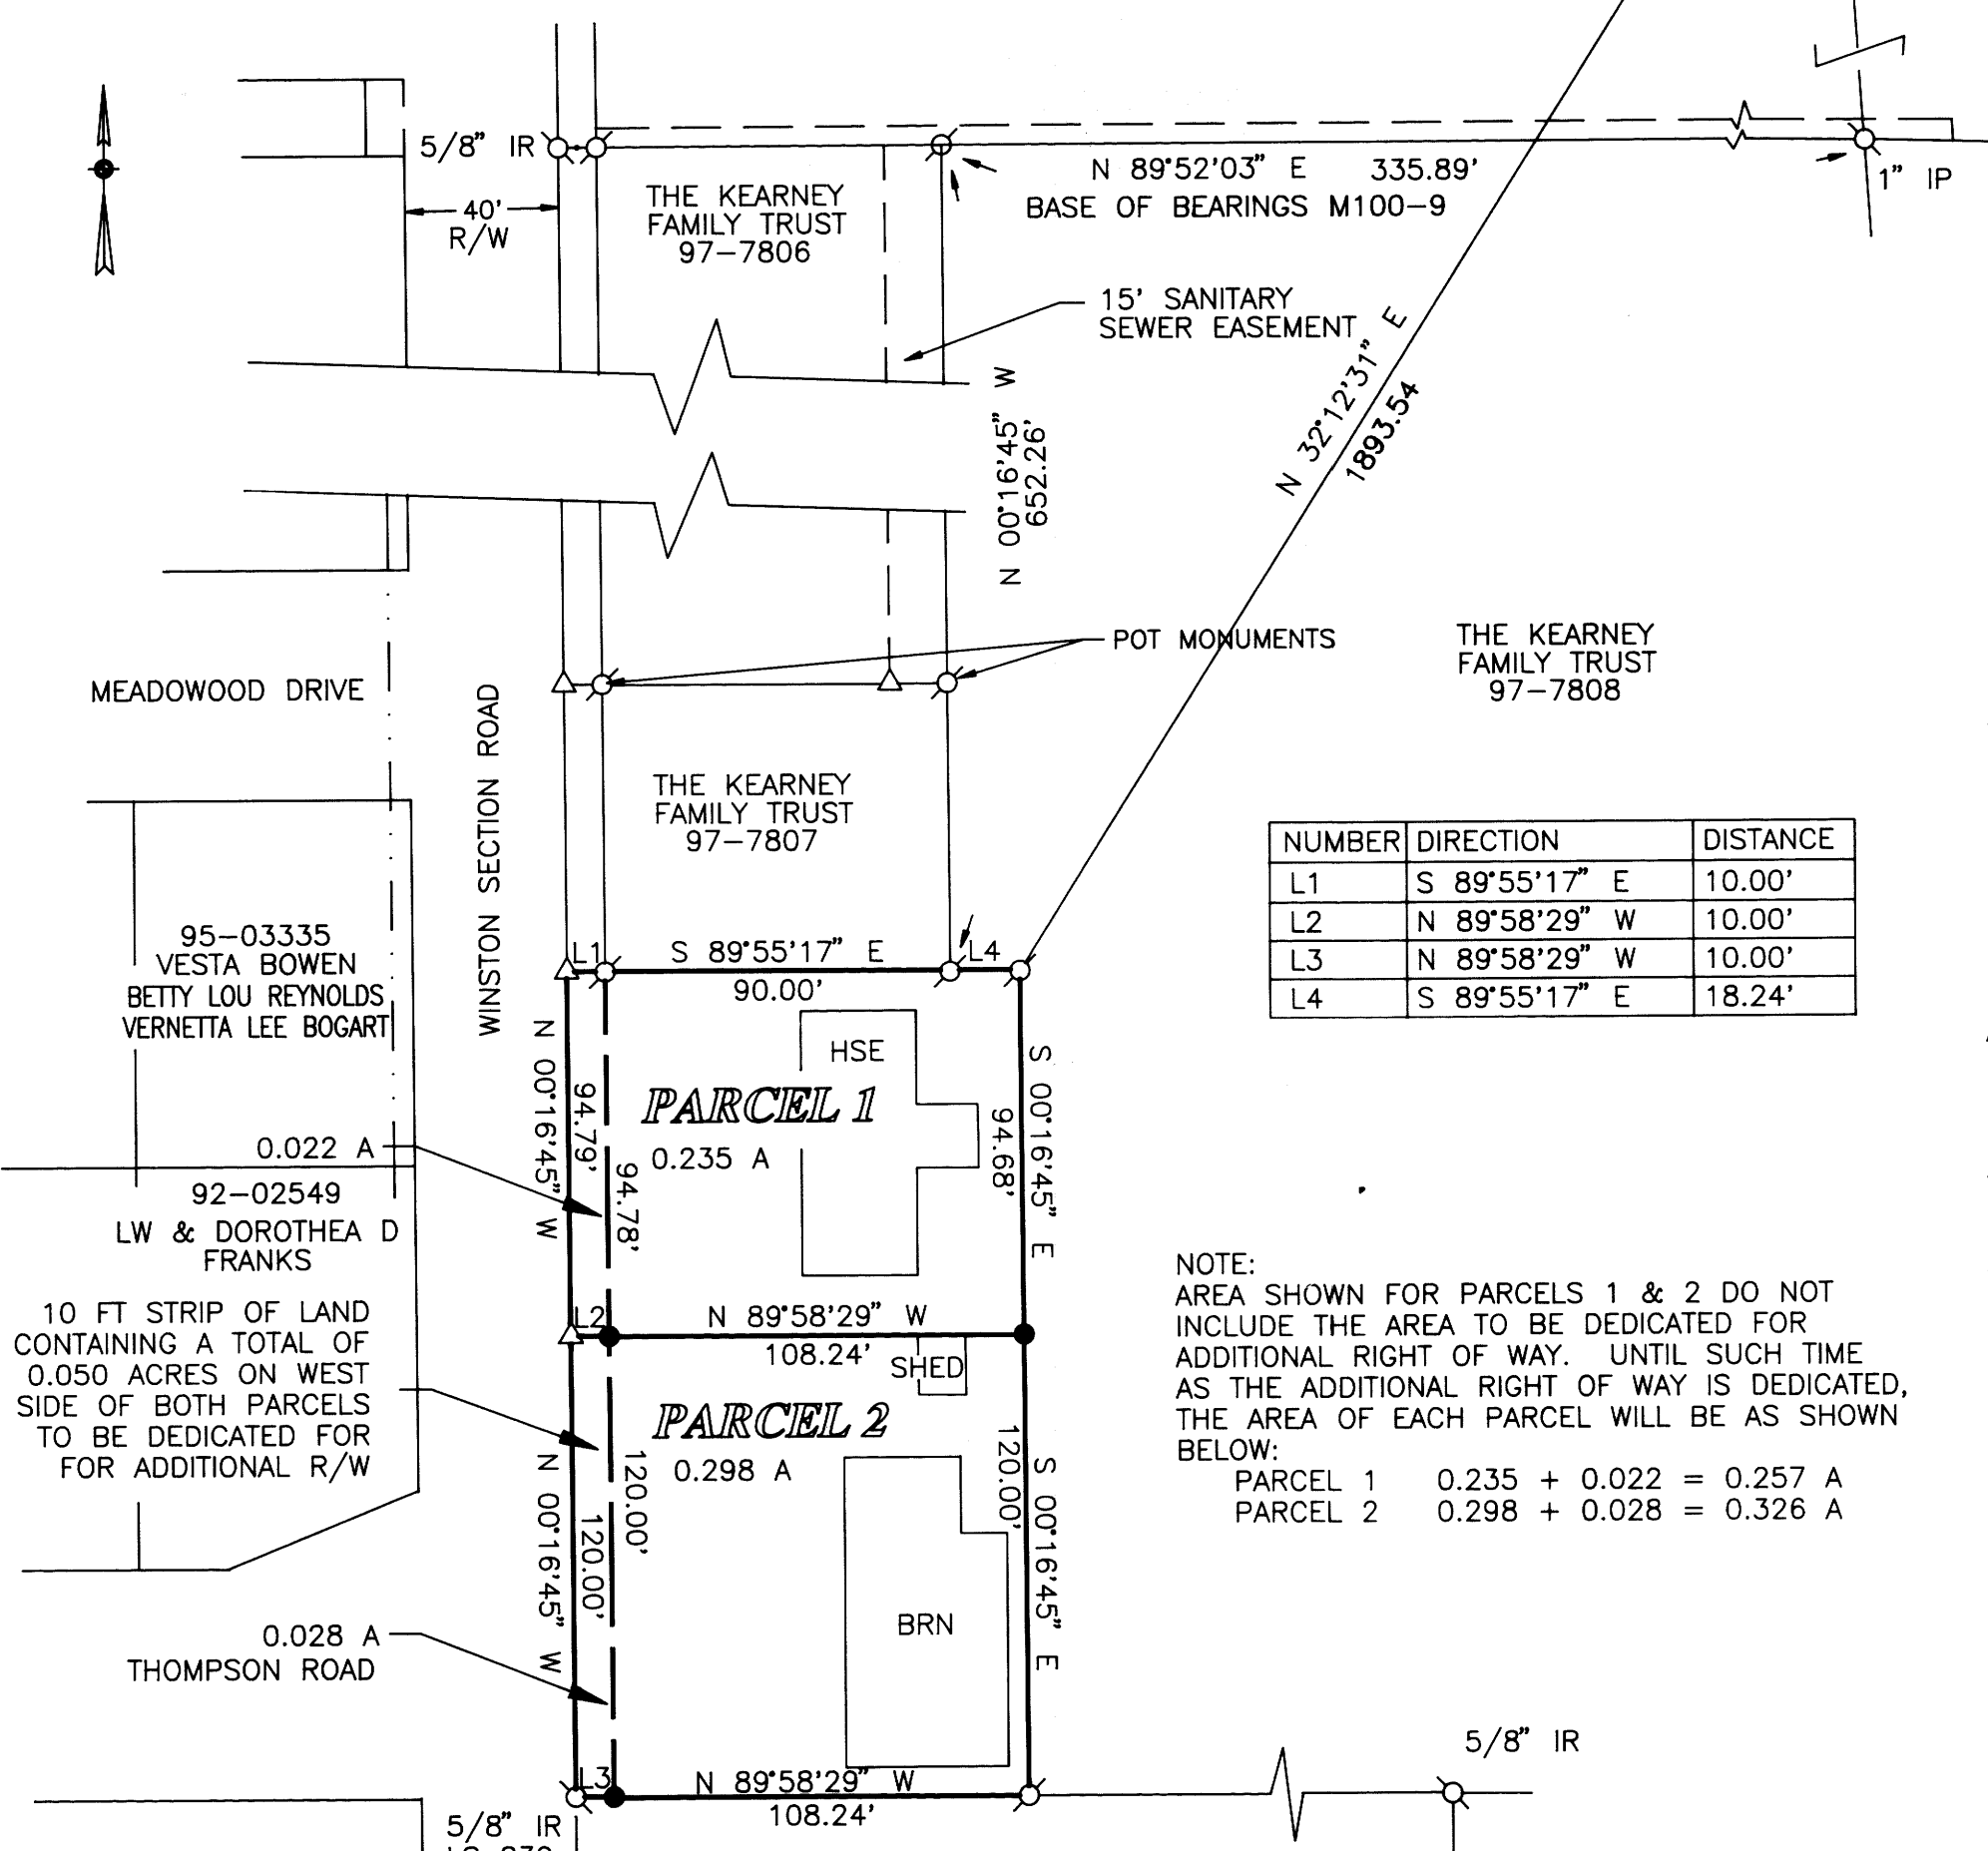 5/8" IR
40'
R/W
THE KEARNEY
FAMILY TRUST
97-7806
N 89°52'03" E 335.89'
BASE OF BEARINGS M100-9
1" IP
15' SANITARY
SEWER EASEMENT
N 00°16'45" W
652.26'
N 32°12'31" E
1893.54
POT MONUMENTS
THE KEARNEY
FAMILY TRUST
97-7808
MEADOWOOD DRIVE
WINSTON SECTION ROAD
THE KEARNEY
FAMILY TRUST
97-7807
NUMBER DIRECTION DISTANCE
L1 S 89°55'17" E 10.00'
L2 N 89°58'29" W 10.00'
L3 N 89°58'29" W 10.00'
L4 S 89°55'17" E 18.24'
95-03335
VESTA BOWEN
BETTY LOU REYNOLDS
VERNETTA LEE BOGART
L1 S 89°55'17" E L4
90.00'
HSE
N 00°16'45" W
94.79'
94.78'
PARCEL 1
0.235 A
94.68'
S 00°16'45" E
0.022 A
92-02549
LW & DOROTHEA D
FRANKS
10 FT STRIP OF LAND
CONTAINING A TOTAL OF
0.050 ACRES ON WEST
SIDE OF BOTH PARCELS
TO BE DEDICATED FOR
FOR ADDITIONAL R/W
L2 N 89°58'29" W
108.24'
SHED
PARCEL 2
0.298 A
N 00°16'45" W
120.00'
120.00'
120.00'
S 00°16'45" E
BRN
NOTE:
AREA SHOWN FOR PARCELS 1 & 2 DO NOT
INCLUDE THE AREA TO BE DEDICATED FOR
ADDITIONAL RIGHT OF WAY. UNTIL SUCH TIME
AS THE ADDITIONAL RIGHT OF WAY IS DEDICATED,
THE AREA OF EACH PARCEL WILL BE AS SHOWN
BELOW:
PARCEL 1 0.235 + 0.022 = 0.257 A
PARCEL 2 0.298 + 0.028 = 0.326 A
0.028 A
THOMPSON ROAD
L3 N 89°58'29" W
108.24'
5/8" IR
5/8" IR